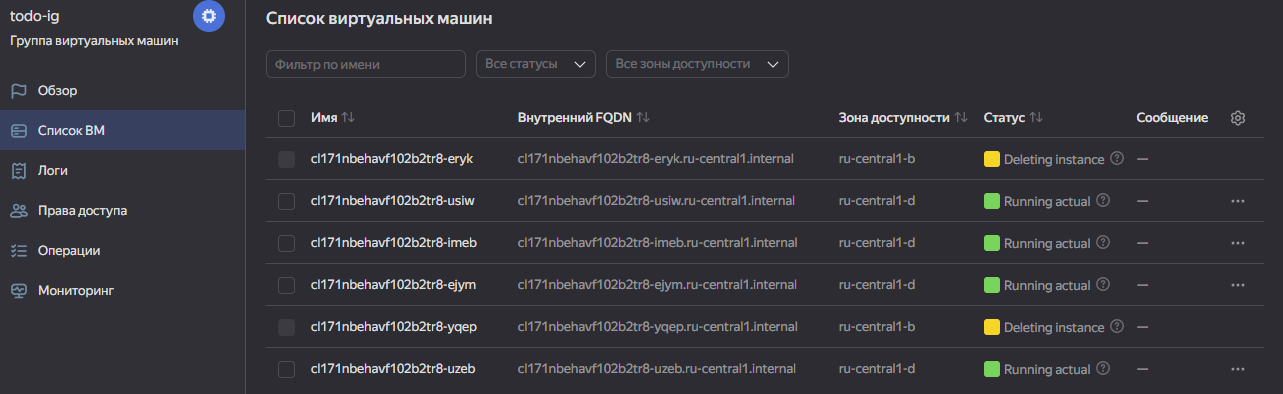 todo-ig
Группа виртуальных машин
Обзор
Список ВМ
Логи
Права доступа
Операции
Мониторинг
Список виртуальных машин
Фильтр по имени Все статусы Все зоны доступности
Имя Внутренний FQDN Зона доступности Статус Сообщение
cl171nbehavf102b2tr8-eryk cl171nbehavf102b2tr8-eryk.ru-central1.internal ru-central1-b Deleting instance —
cl171nbehavf102b2tr8-usiw cl171nbehavf102b2tr8-usiw.ru-central1.internal ru-central1-d Running actual —
cl171nbehavf102b2tr8-imeb cl171nbehavf102b2tr8-imeb.ru-central1.internal ru-central1-d Running actual —
cl171nbehavf102b2tr8-ejym cl171nbehavf102b2tr8-ejym.ru-central1.internal ru-central1-d Running actual —
cl171nbehavf102b2tr8-yqep cl171nbehavf102b2tr8-yqep.ru-central1.internal ru-central1-b Deleting instance —
cl171nbehavf102b2tr8-uzeb cl171nbehavf102b2tr8-uzeb.ru-central1.internal ru-central1-d Running actual —